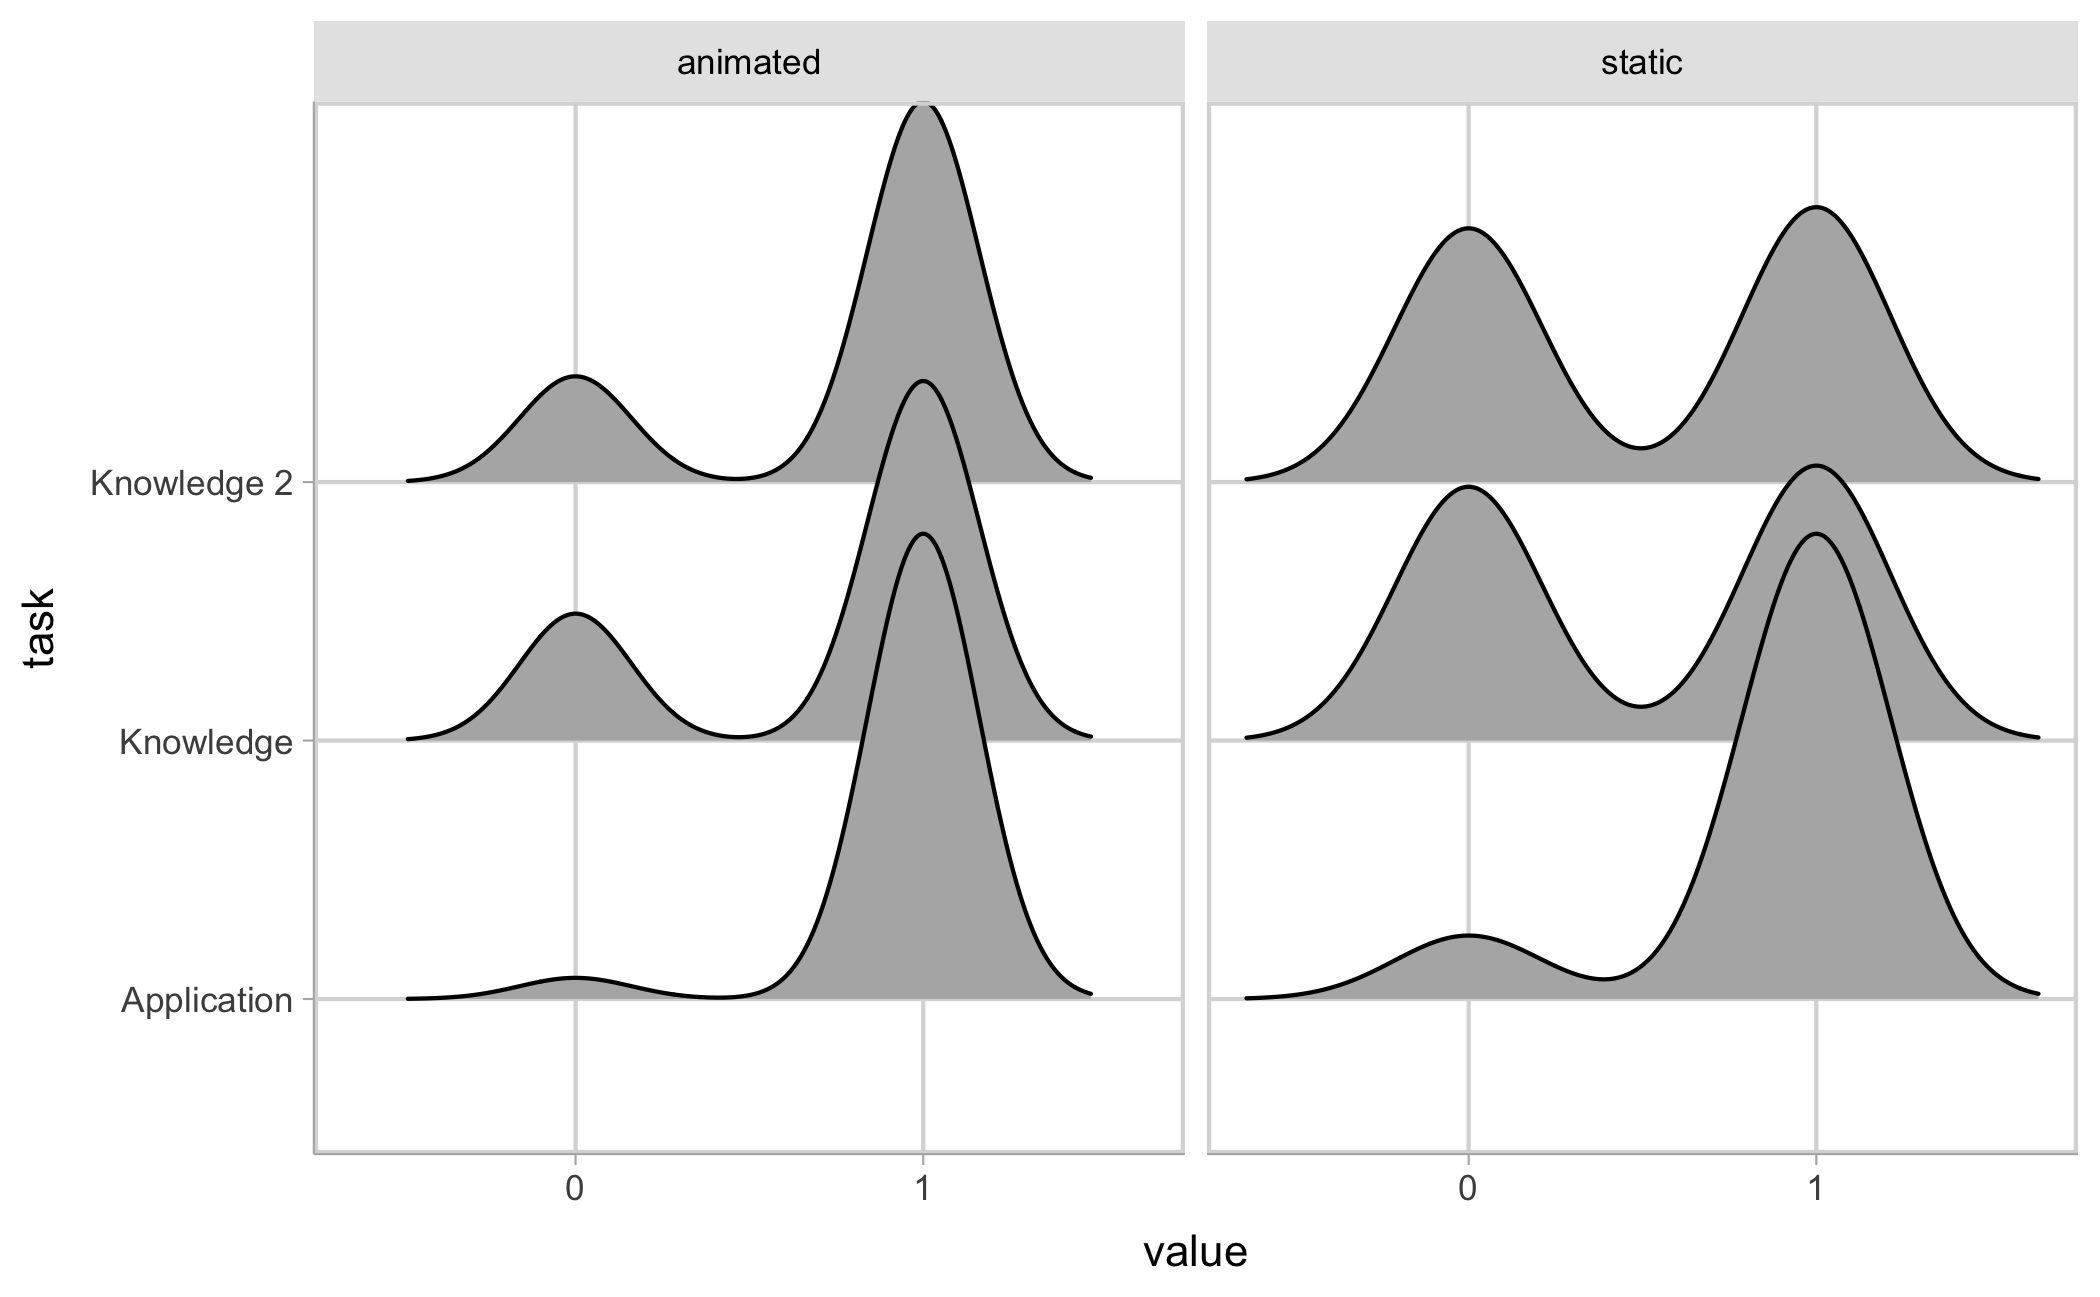 animated
static
task
Knowledge 2
Knowledge
Application
0
1
0
1
value